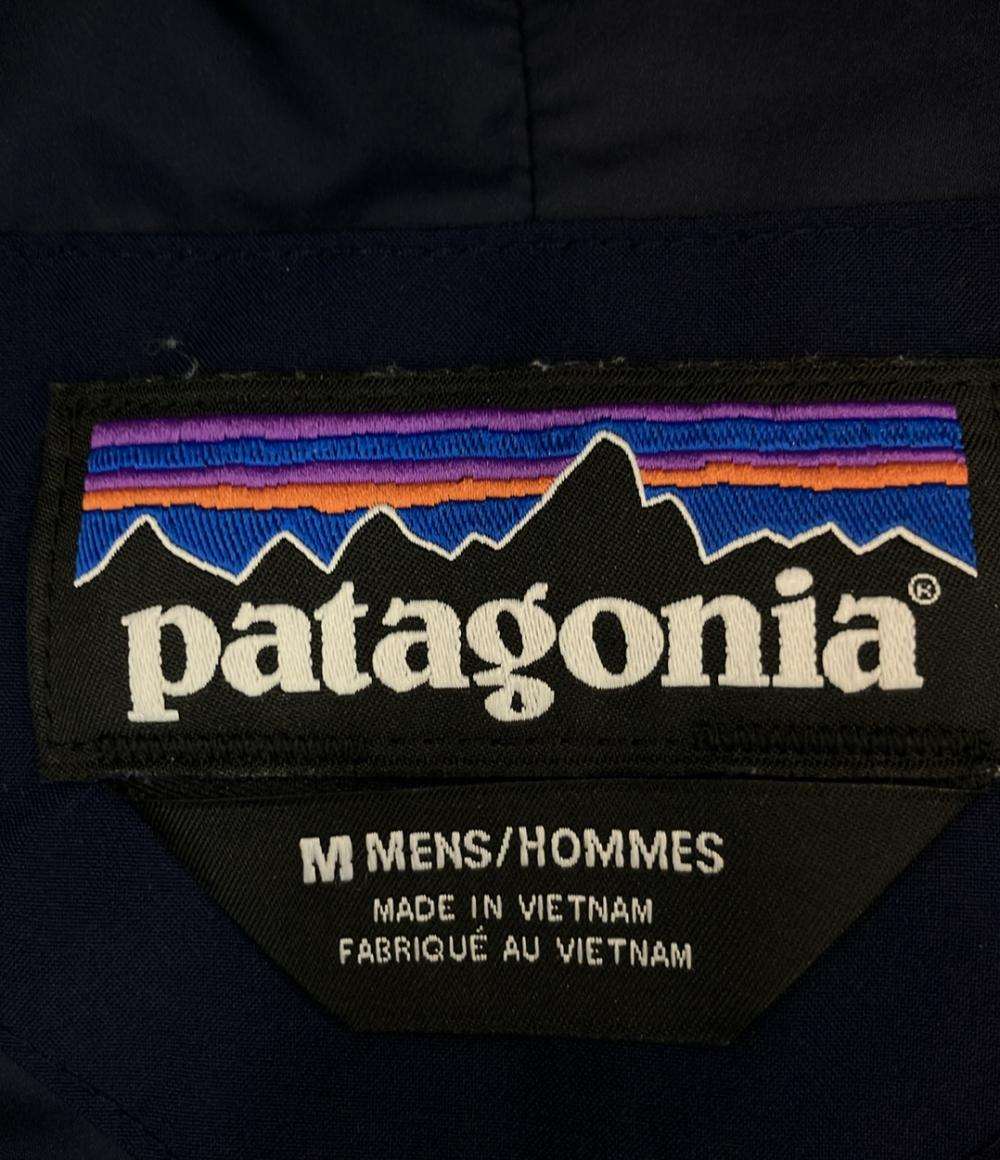 patagonia®
M MENS/HOMMES
MADE IN VIETNAM
FABRIQUÉ AU VIETNAM